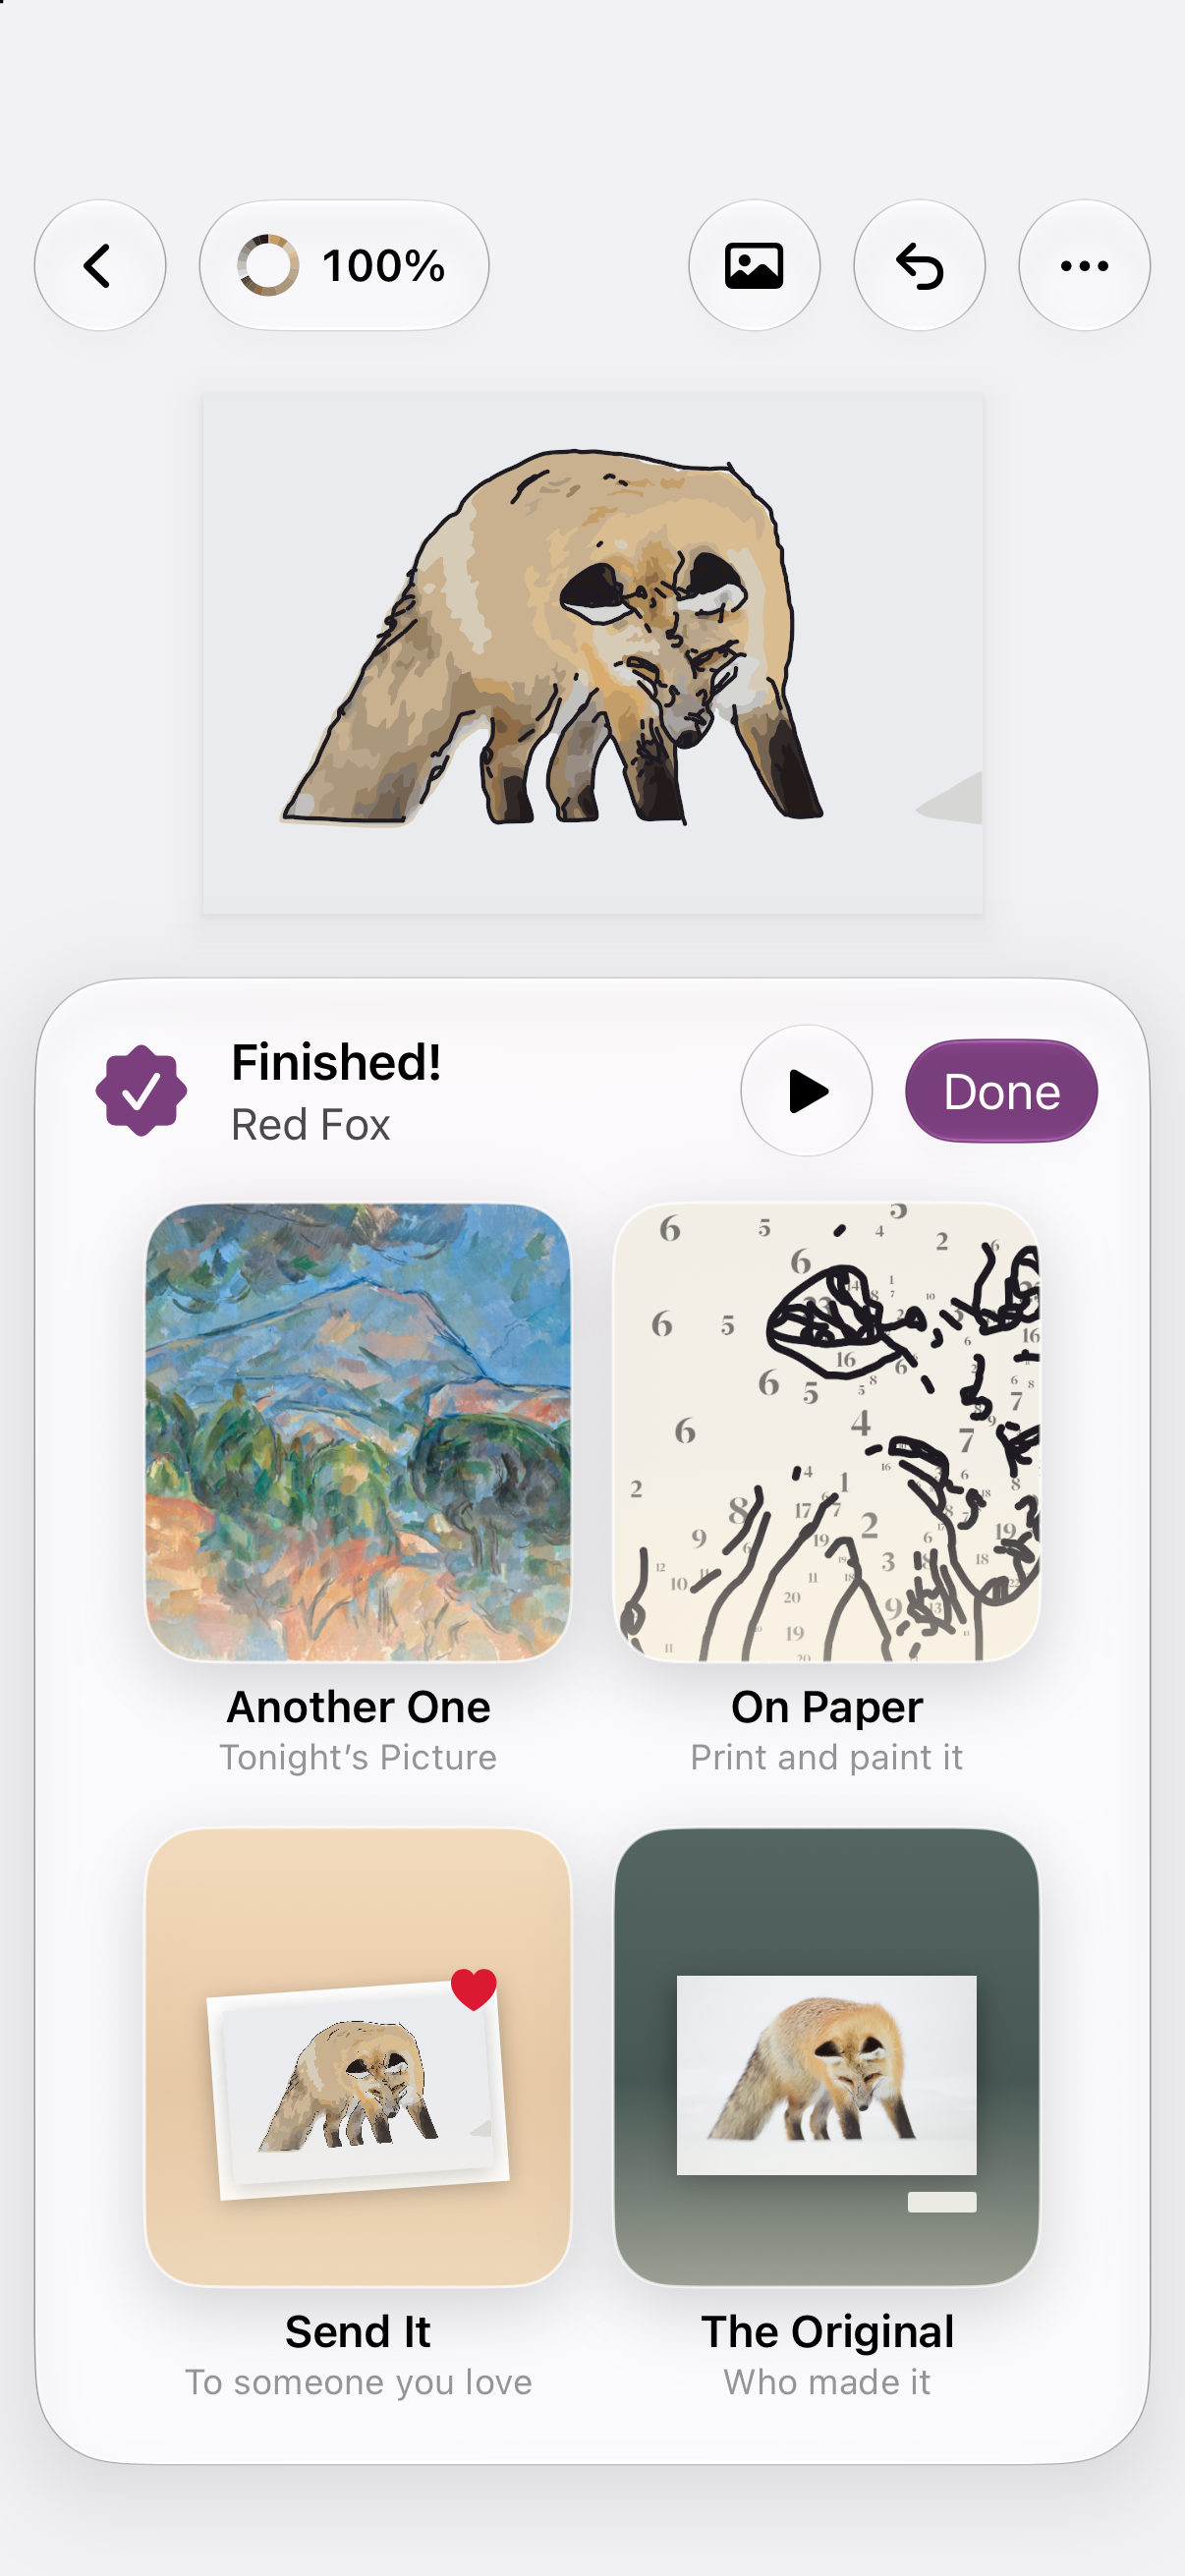 100%
Finished!
Red Fox
Done
Another One
Tonight’s Picture
On Paper
Print and paint it
Send It
To someone you love
The Original
Who made it